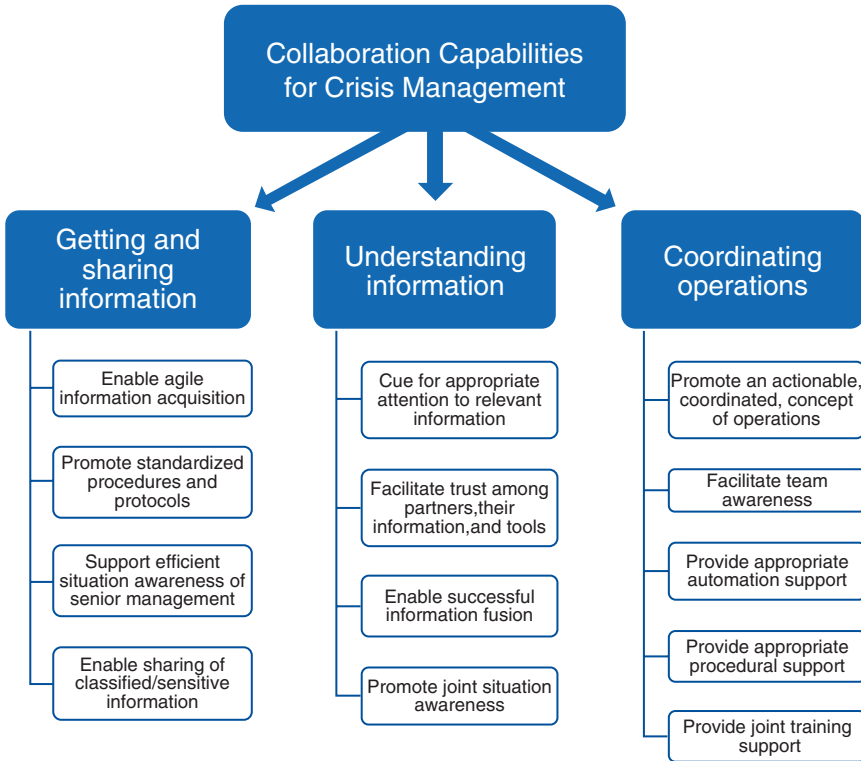 Collaboration Capabilities
for Crisis Management
Getting and
sharing
information
Enable agile
information acquisition
Promote standardized
procedures and
protocols
Support efficient
situation awareness of
senior management
Enable sharing of
classified/sensitive
information
Understanding
information
Cue for appropriate
attention to relevant
information
Facilitate trust among
partners,their
information,and tools
Enable successful
information fusion
Promote joint situation
awareness
Coordinating
operations
Promote an actionable,
coordinated, concept
of operations
Facilitate team
awareness
Provide appropriate
automation support
Provide appropriate
procedural support
Provide joint training
support